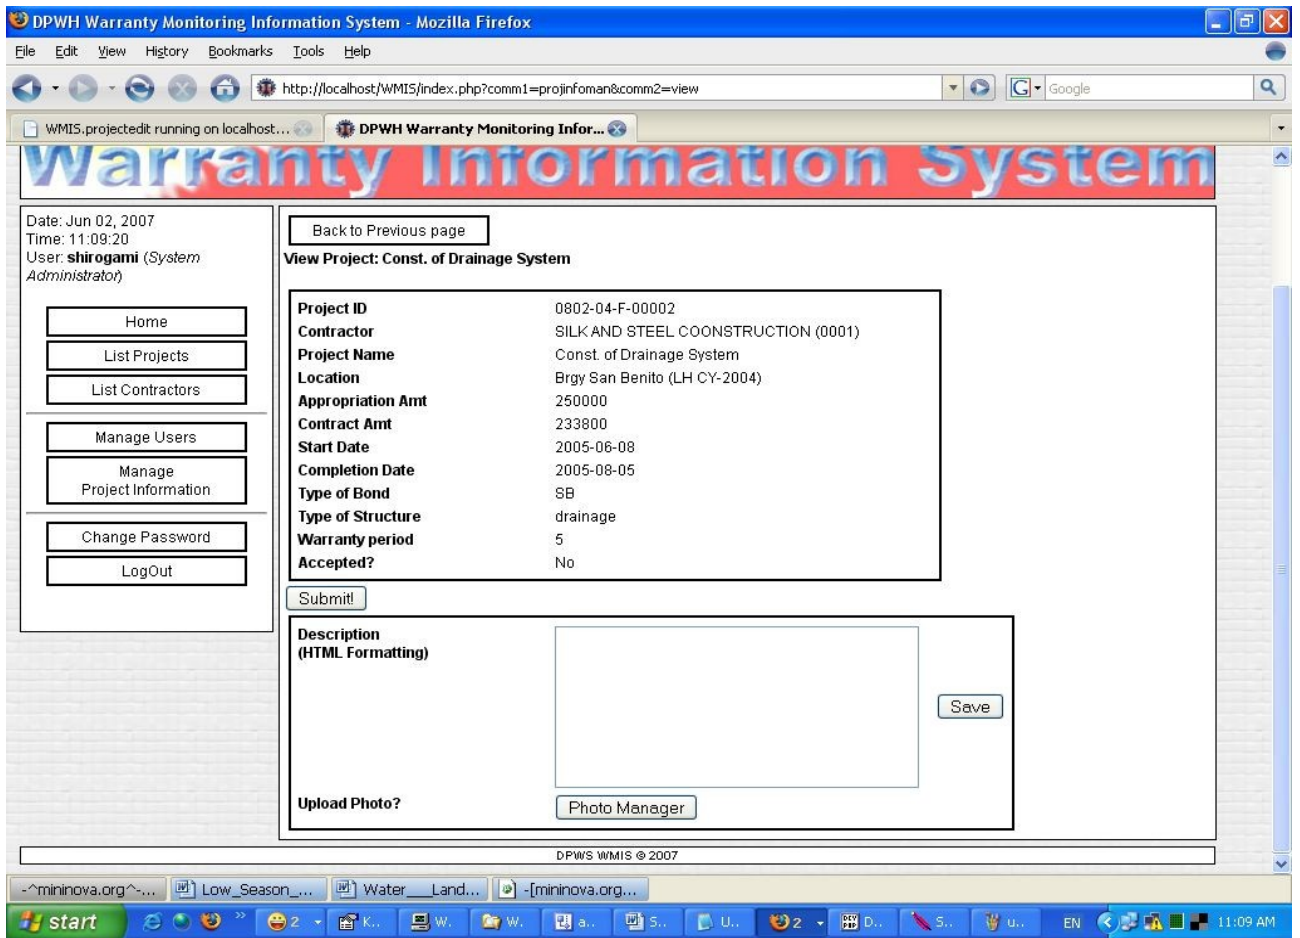 DPWH Warranty Monitoring Information System - Mozilla Firefox
File Edit View History Bookmarks Tools Help
http://localhost/WMIS/index.php?comm1=projinfoman&comm2=view
G Google
WMIS.projectedit running on localhost...
DPWH Warranty Monitoring Infor...
Warranty Information System
Date: Jun 02, 2007
Time: 11:09:20
User: shirogami (System
Administrator)
Home
List Projects
List Contractors
Manage Users
Manage
Project Information
Change Password
LogOut
Back to Previous page
View Project: Const. of Drainage System
Project ID 0802-04-F-00002
Contractor SILK AND STEEL COONSTRUCTION (0001)
Project Name Const. of Drainage System
Location Brgy San Benito (LH CY-2004)
Appropriation Amt 250000
Contract Amt 233800
Start Date 2005-06-08
Completion Date 2005-08-05
Type of Bond SB
Type of Structure drainage
Warranty period 5
Accepted? No
Submit!
Description
(HTML Formatting)
Save
Upload Photo? Photo Manager
DPWS WMIS © 2007
-^mininova.org^-... Low_Season_... Water___Land... -[mininova.org...
start » 2 K.. W.. W.. a.. S.. U.. 2 D.. S.. u.. EN 11:09 AM